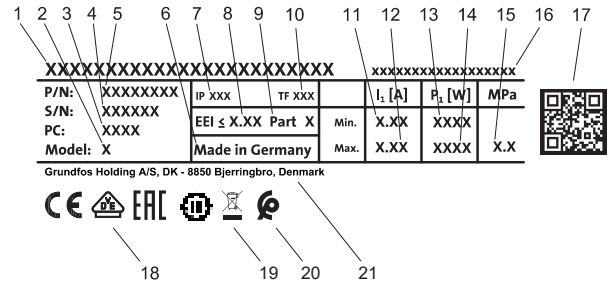 1 2 3 4 5 6 7 8 9 10 11 12 13 14 15 16 17
XXXXXXXXXXXXXXXXXXXXXXXX XXXXXXXXXXXXXXXXXX
P/N: XXXXXXXX IP XXX TF XXX I₁ [A] P₁ [W] MPa
S/N: XXXXXX EEI ≤ X.XX Part X Min. X.XX XXXX
PC: XXXX
Model: X Made in Germany Max. X.XX XXXX X.X
Grundfos Holding A/S, DK - 8850 Bjerringbro, Denmark
CE VDE EAC
18 19 20 21